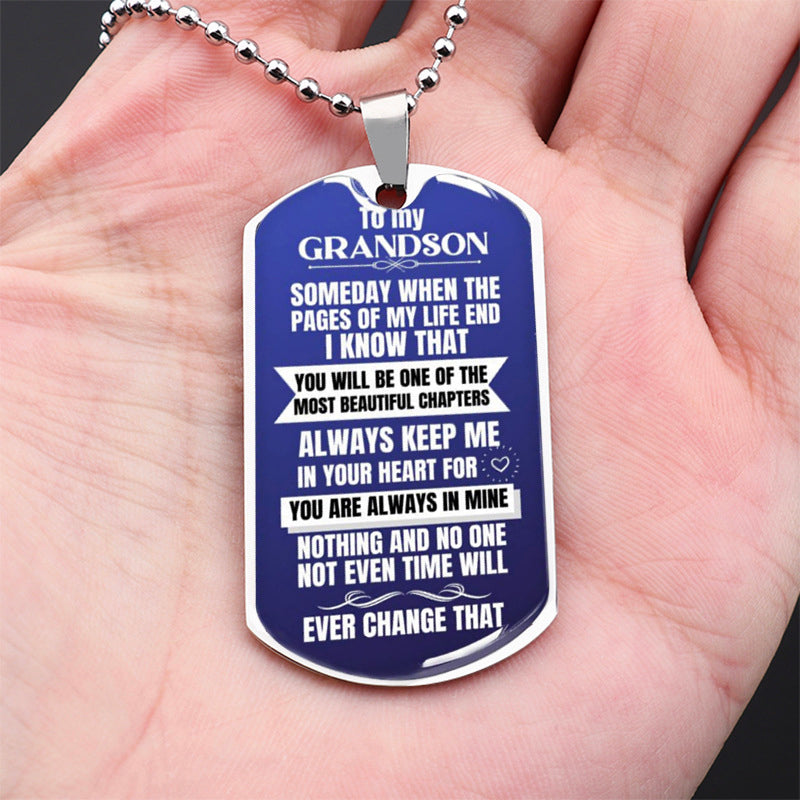 To my
GRANDSON
SOMEDAY WHEN THE
PAGES OF MY LIFE END
I KNOW THAT
YOU WILL BE ONE OF THE
MOST BEAUTIFUL CHAPTERS
ALWAYS KEEP ME
IN YOUR HEART FOR
YOU ARE ALWAYS IN MINE
NOTHING AND NO ONE
NOT EVEN TIME WILL
EVER CHANGE THAT